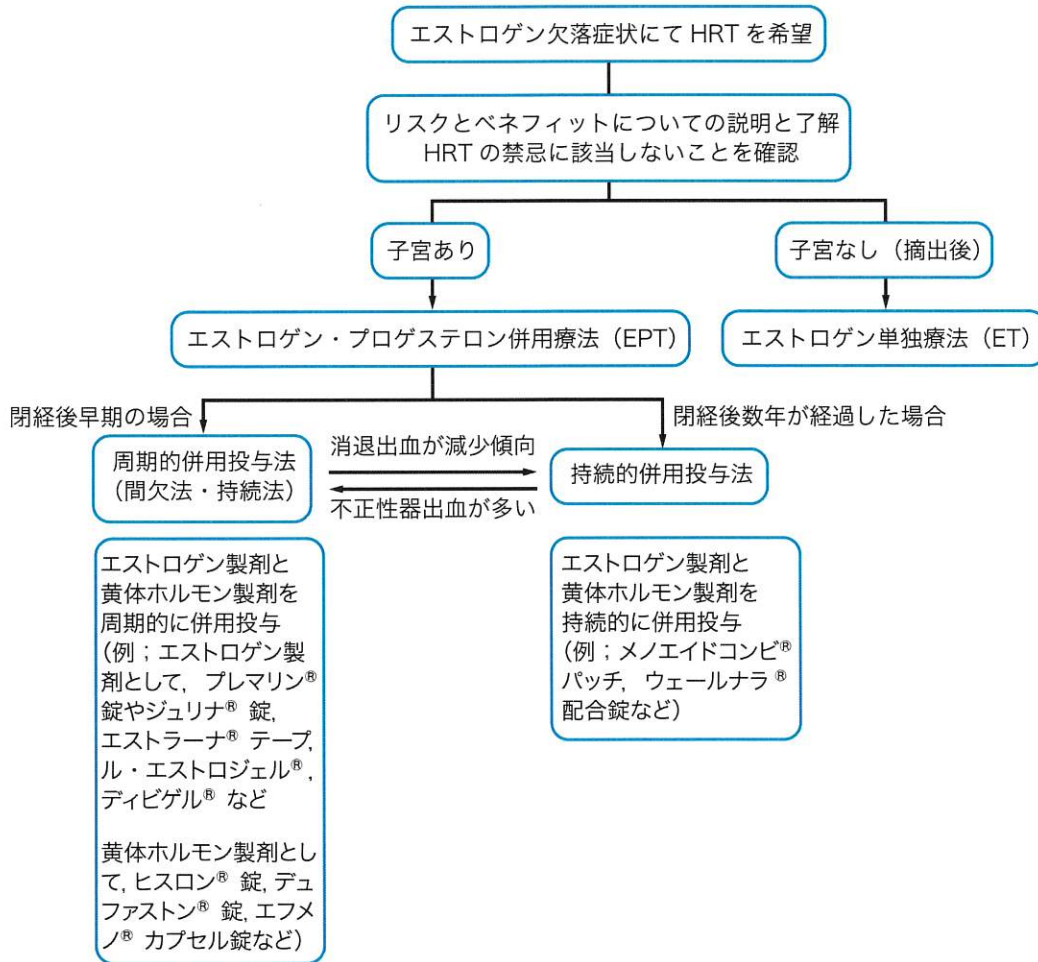 エストロゲン欠落症状にて HRT を希望
リスクとベネフィットについての説明と了解
HRT の禁忌に該当しないことを確認
子宮あり
子宮なし（摘出後）
エストロゲン・プロゲステロン併用療法（EPT）
エストロゲン単独療法（ET）
閉経後早期の場合
閉経後数年が経過した場合
周期的併用投与法
（間欠法・持続法）
消退出血が減少傾向
不正性器出血が多い
持続的併用投与法
エストロゲン製剤と
黄体ホルモン製剤を
周期的に併用投与
（例；エストロゲン製
剤として，プレマリン®
錠やジュリナ® 錠，
エストラーナ® テープ，
ル・エストロジェル®，
ディビゲル® など
黄体ホルモン製剤とし
て，ヒスロン® 錠，デュ
ファストン® 錠，エフメ
ノ® カプセル錠など）
エストロゲン製剤と
黄体ホルモン製剤を
持続的に併用投与
（例；メノエイドコンビ®
パッチ，ウェールナラ®
配合錠など）